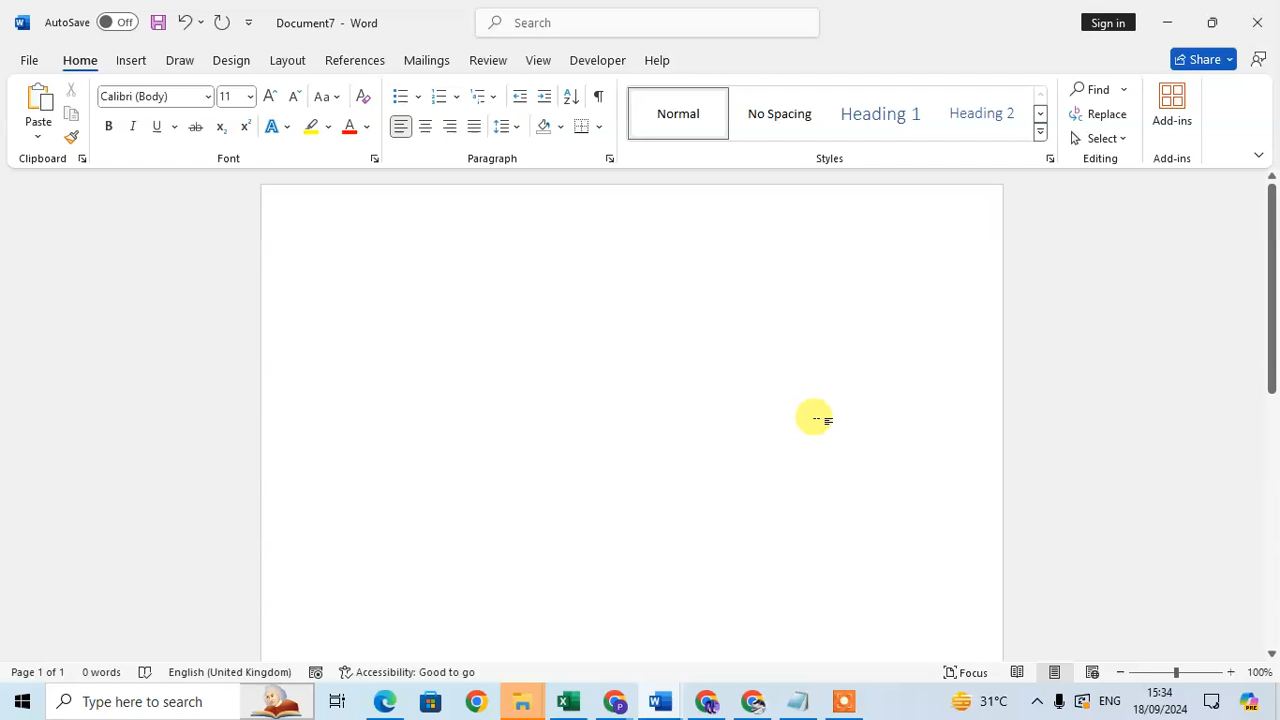 AutoSave Off Document7 - Word Search Sign in
File Home Insert Draw Design Layout References Mailings Review View Developer Help Share
Paste Calibri (Body) 11 Aa Normal No Spacing Heading 1 Heading 2 Find Replace Select Add-ins
Clipboard Font Paragraph Styles Editing Add-ins
Page 1 of 1 0 words English (United Kingdom) Accessibility: Good to go Focus 100%
Type here to search 31°C ENG 15:34
18/09/2024